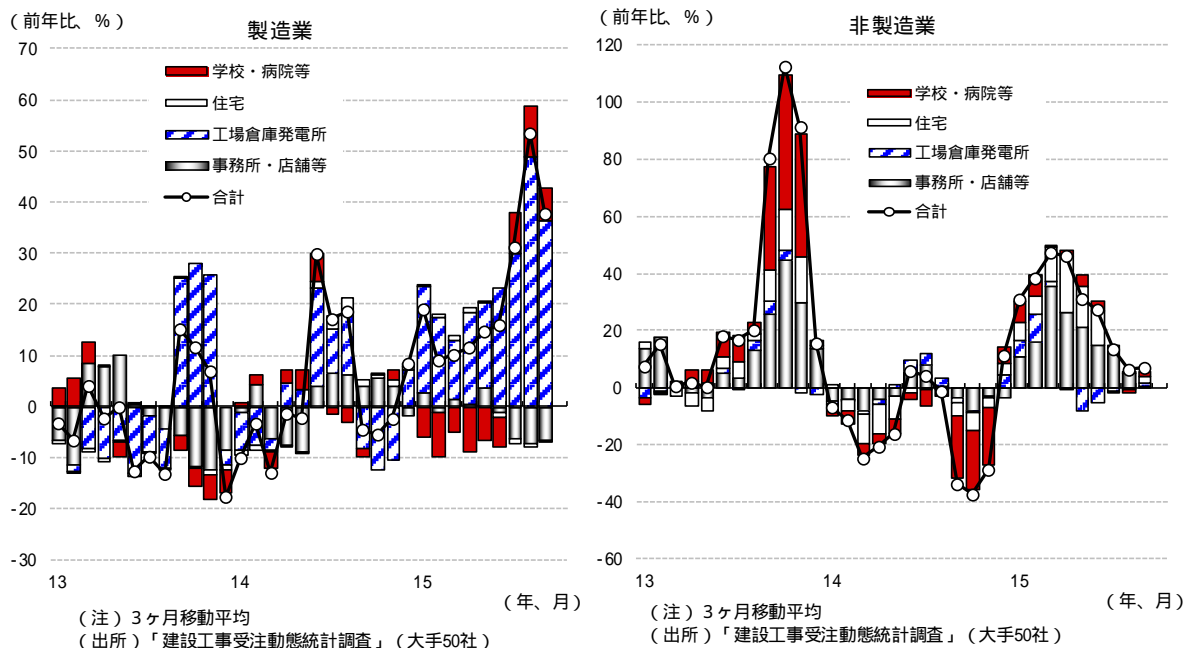 （前年比、％）
製造業
70
60
50
40
30
20
10
0
-10
-20
-30
学校・病院等
住宅
工場倉庫発電所
事務所・店舗等
合計
13
14
15
（年、月）
（注）３ヶ月移動平均
（出所）「建設工事受注動態統計調査」（大手50社）
（前年比、％）
非製造業
120
100
80
60
40
20
0
-20
-40
-60
学校・病院等
住宅
工場倉庫発電所
事務所・店舗等
合計
13
14
15
（年、月）
（注）３ヶ月移動平均
（出所）「建設工事受注動態統計調査」（大手50社）